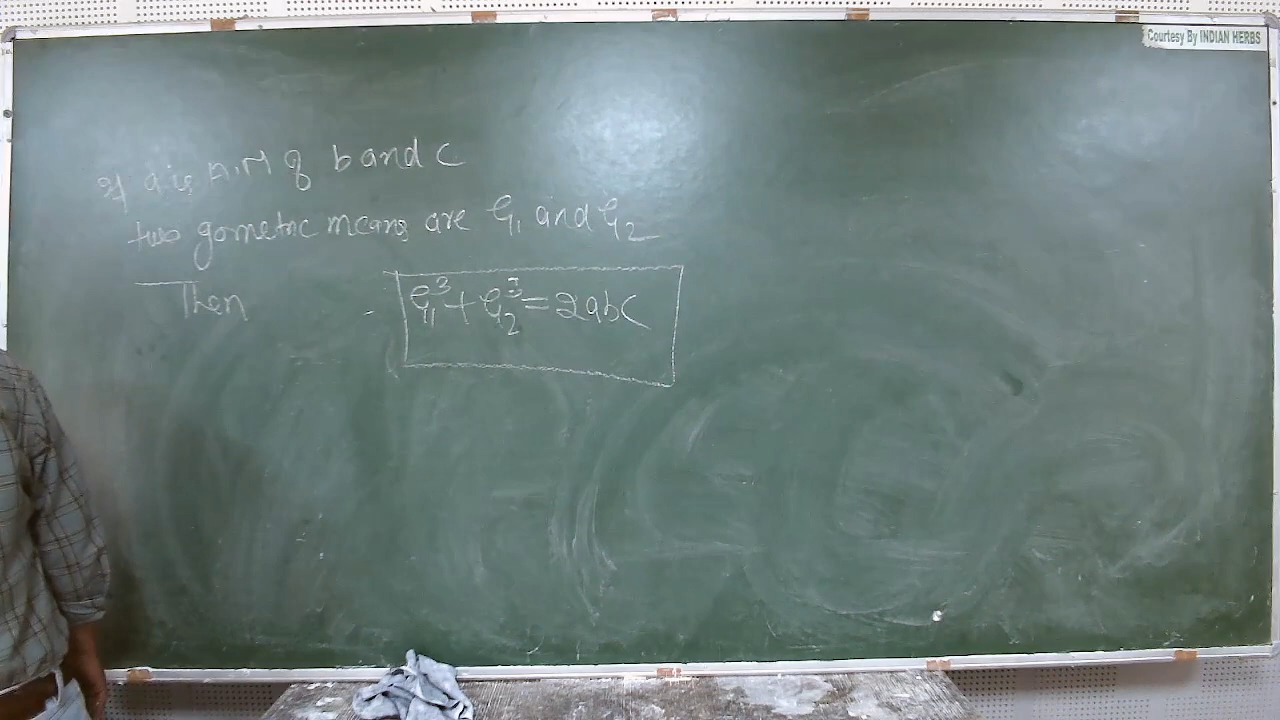 Courtesy By INDIAN HERBS
If a is A.M of b and c
two gometric means are G₁ and G₂
Then G₁³ + G₂³ = 2abc